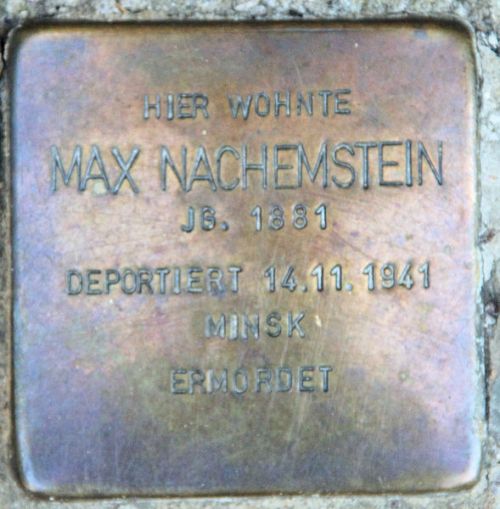 HIER WOHNTE
MAX NACHEMSTEIN
JG. 1881
DEPORTIERT 14.11.1941
MINSK
ERMORDET